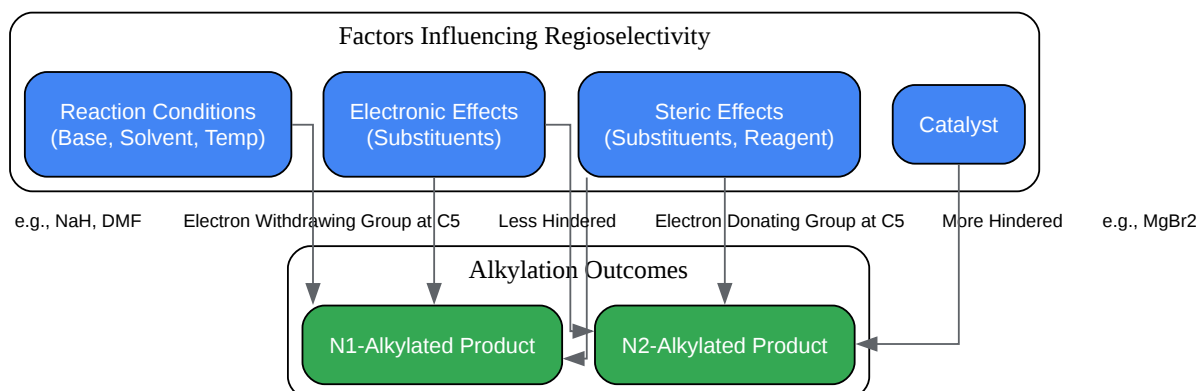 Factors Influencing Regioselectivity
Reaction Conditions
(Base, Solvent, Temp)
Electronic Effects
(Substituents)
Steric Effects
(Substituents, Reagent)
Catalyst
e.g., NaH, DMF
Electron Withdrawing Group at C5
Less Hindered
Electron Donating Group at C5
More Hindered
e.g., MgBr2
Alkylation Outcomes
N1-Alkylated Product
N2-Alkylated Product